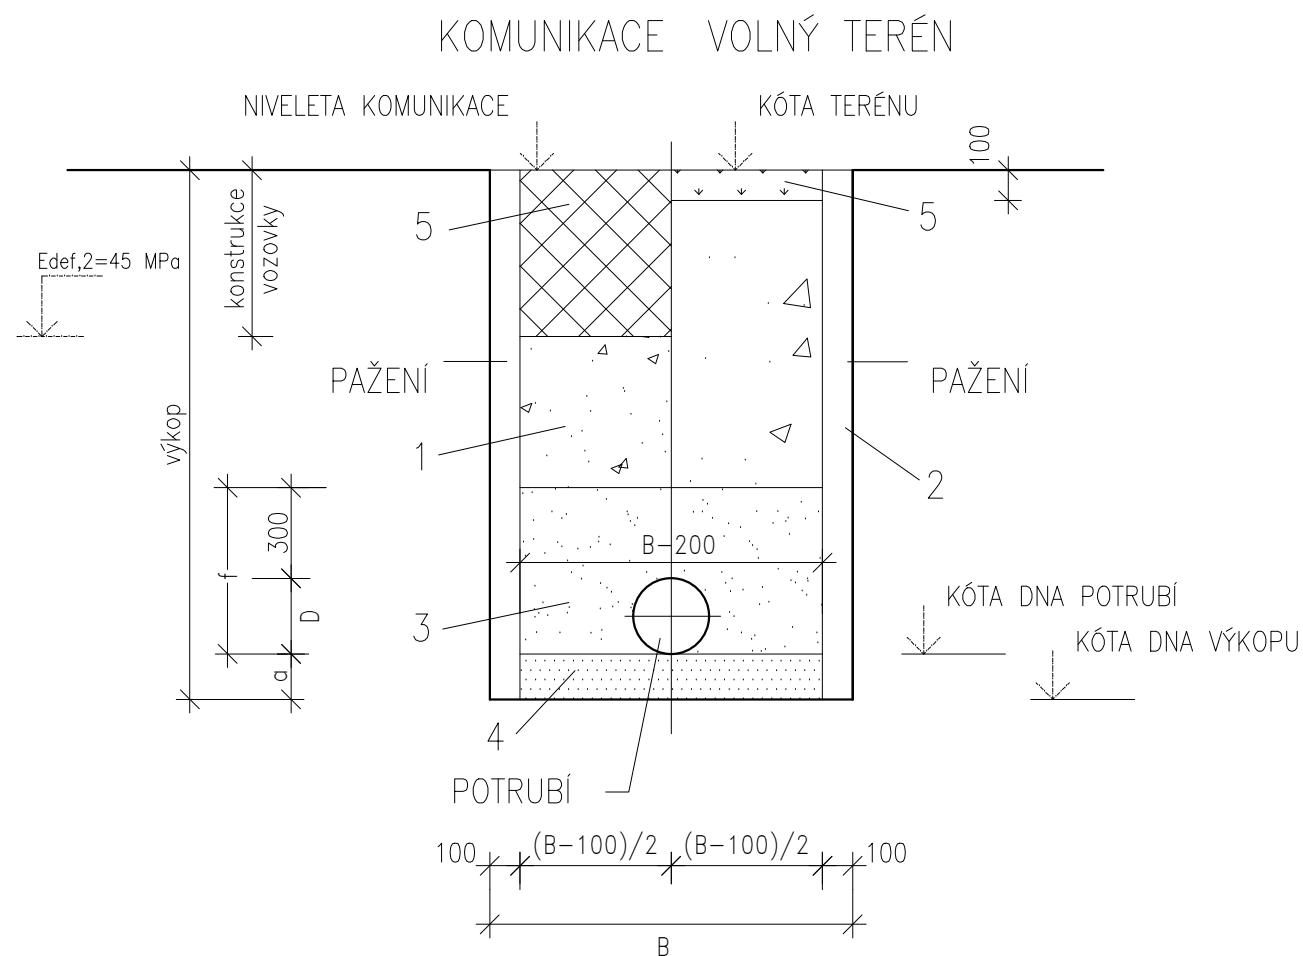 KOMUNIKACE VOLNÝ TERÉN
NIVELETA KOMUNIKACE
KÓTA TERÉNU
100
5
5
konstrukce
vozovky
Edef,2=45 MPa
PAŽENÍ
PAŽENÍ
výkop
1
2
300
f
B-200
D
3
KÓTA DNA POTRUBÍ
KÓTA DNA VÝKOPU
a
4
POTRUBÍ
100
(B-100)/2
(B-100)/2
100
B